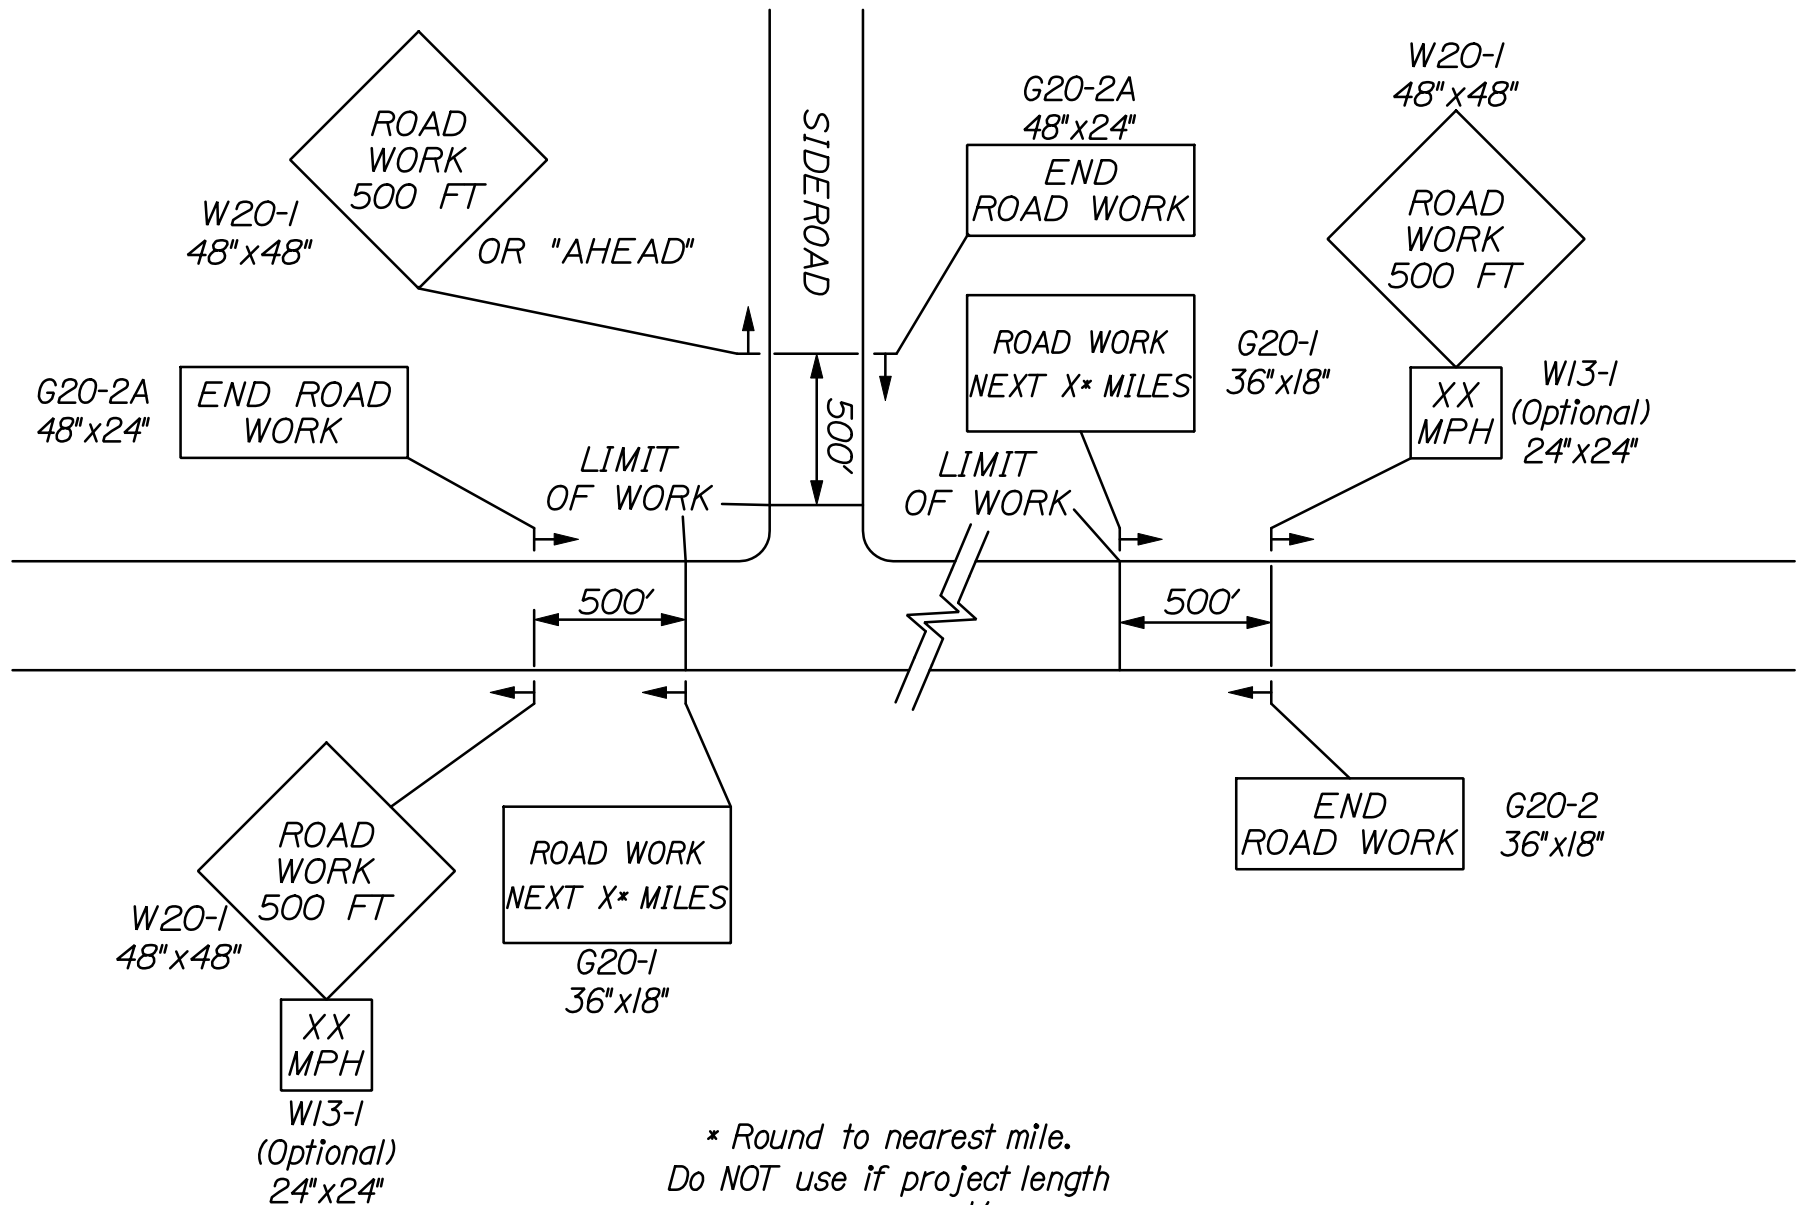 ROAD
WORK
500 FT
W20-1
48"x48"
OR "AHEAD"
SIDEROAD
G20-2A
48"x24"
END
ROAD WORK
W20-1
48"x48"
ROAD
WORK
500 FT
ROAD WORK
NEXT X* MILES
G20-1
36"x18"
XX
MPH
W13-1
(Optional)
24"x24"
G20-2A
48"x24"
END ROAD
WORK
LIMIT
OF WORK
500'
LIMIT
OF WORK
500'
500'
ROAD
WORK
500 FT
W20-1
48"x48"
XX
MPH
W13-1
(Optional)
24"x24"
ROAD WORK
NEXT X* MILES
G20-1
36"x18"
END
ROAD WORK
G20-2
36"x18"
* Round to nearest mile.
Do NOT use if project length